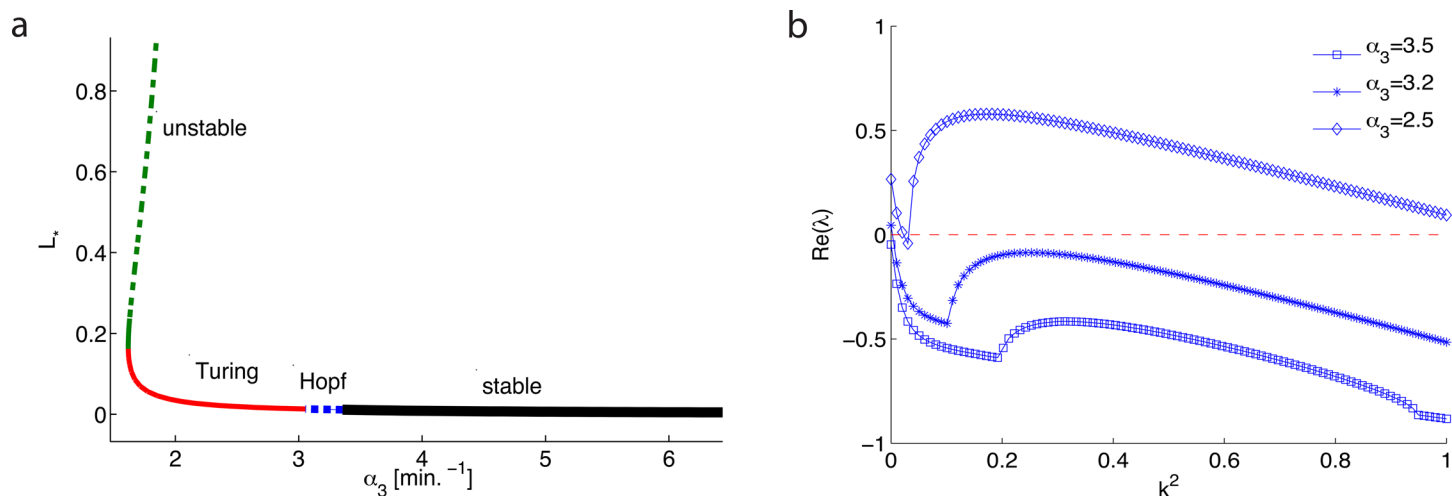 a
0.8
0.6
0.4
0.2
0
L*
unstable
Turing
Hopf
stable
2
3
4
5
6
α3 [min. -1]
b
1
0.5
0
−0.5
−1
Re(λ)
α3=3.5
α3=3.2
α3=2.5
0
0.2
0.4
0.6
0.8
1
k2